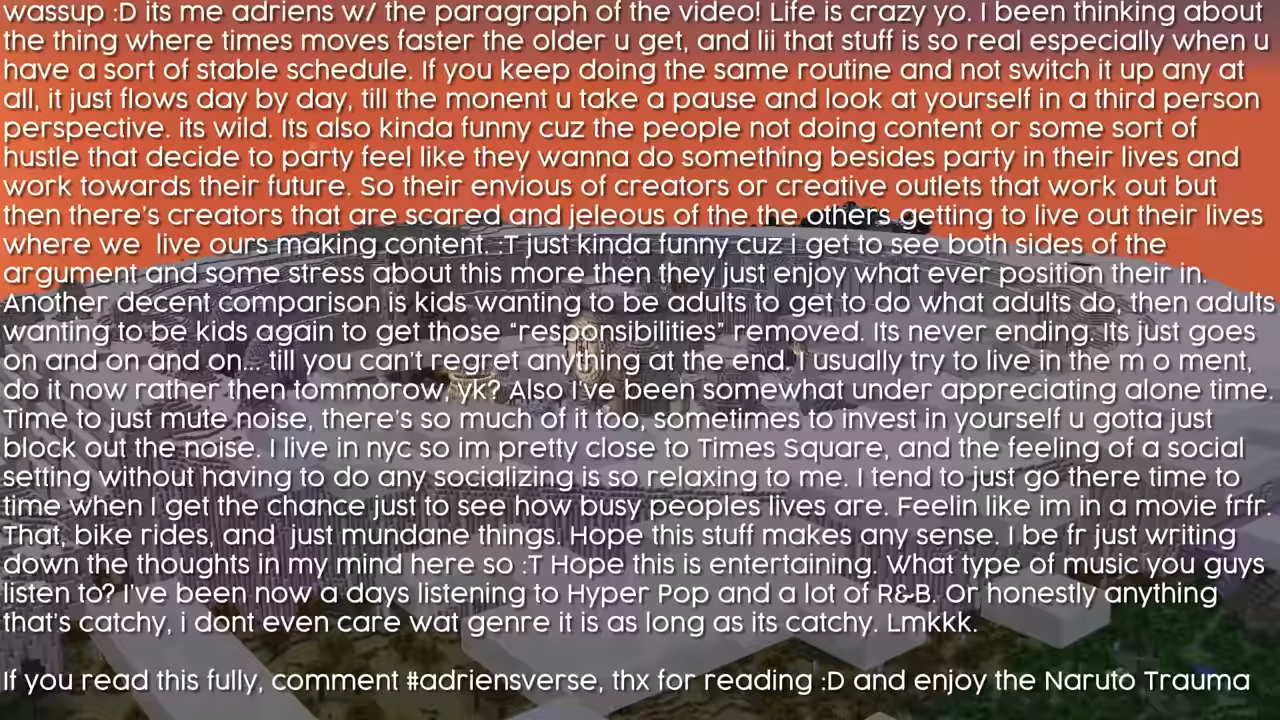 wassup :D its me adriens w/ the paragraph of the video! Life is crazy yo. I been thinking about
the thing where times moves faster the older u get, and lii that stuff is so real especially when u
have a sort of stable schedule. If you keep doing the same routine and not switch it up any at
all, it just flows day by day, till the monent u take a pause and look at yourself in a third person
perspective. its wild. Its also kinda funny cuz the people not doing content or some sort of
hustle that decide to party feel like they wanna do something besides party in their lives and
work towards their future. So their envious of creators or creative outlets that work out but
then there's creators that are scared and jeleous of the the others getting to live out their lives
where we  live ours making content. :T just kinda funny cuz I get to see both sides of the
argument and some stress about this more then they just enjoy what ever position their in.
Another decent comparison is kids wanting to be adults to get to do what adults do, then adults
wanting to be kids again to get those “responsibilities” removed. Its never ending. Its just goes
on and on and on... till you can't regret anything at the end. I usually try to live in the m o ment,
do it now rather then tommorow, yk? Also I've been somewhat under appreciating alone time.
Time to just mute noise, there's so much of it too, sometimes to invest in yourself u gotta just
block out the noise. I live in nyc so im pretty close to Times Square, and the feeling of a social
setting without having to do any socializing is so relaxing to me. I tend to just go there time to
time when I get the chance just to see how busy peoples lives are. Feelin like im in a movie frfr.
That, bike rides, and  just mundane things. Hope this stuff makes any sense. I be fr just writing
down the thoughts in my mind here so :T Hope this is entertaining. What type of music you guys
listen to? I've been now a days listening to Hyper Pop and a lot of R&B. Or honestly anything
that's catchy, i dont even care wat genre it is as long as its catchy. Lmkkk.
If you read this fully, comment #adriensverse, thx for reading :D and enjoy the Naruto Trauma